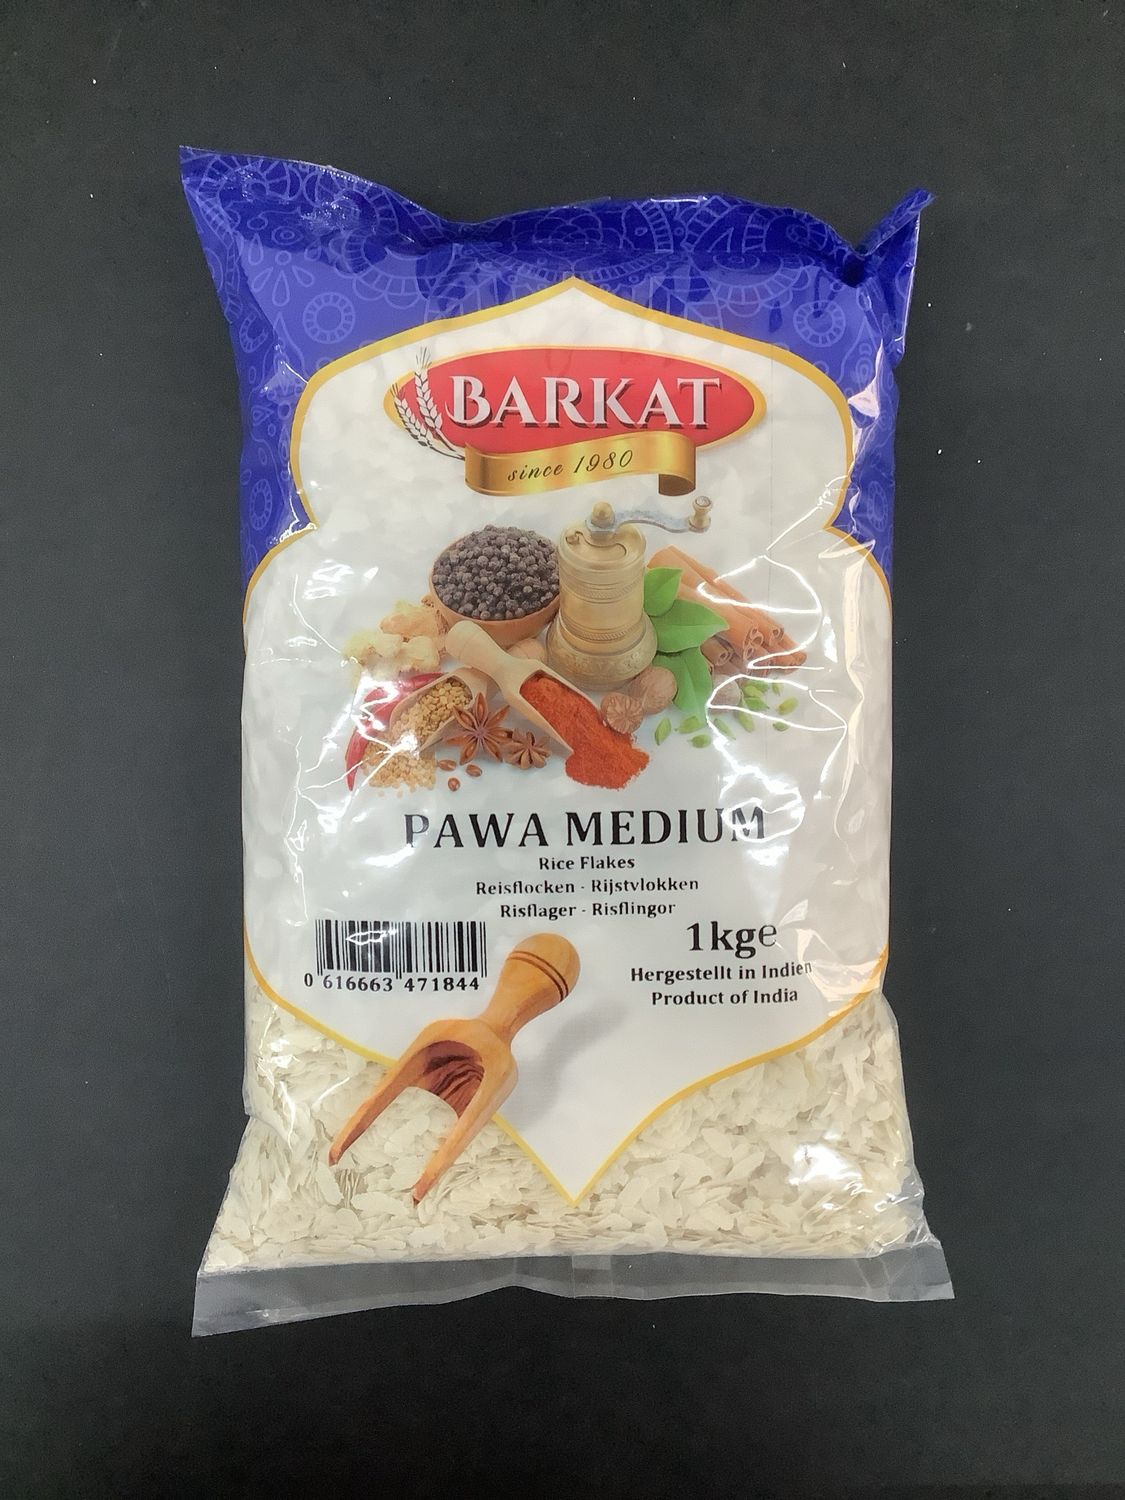 BARKAT
since 1980
PAWA MEDIUM
Rice Flakes
Reisflocken - Rijstvlokken
Risflager - Risflingor
1kge
Hergestellt in Indien
Product of India
0 616663 471844